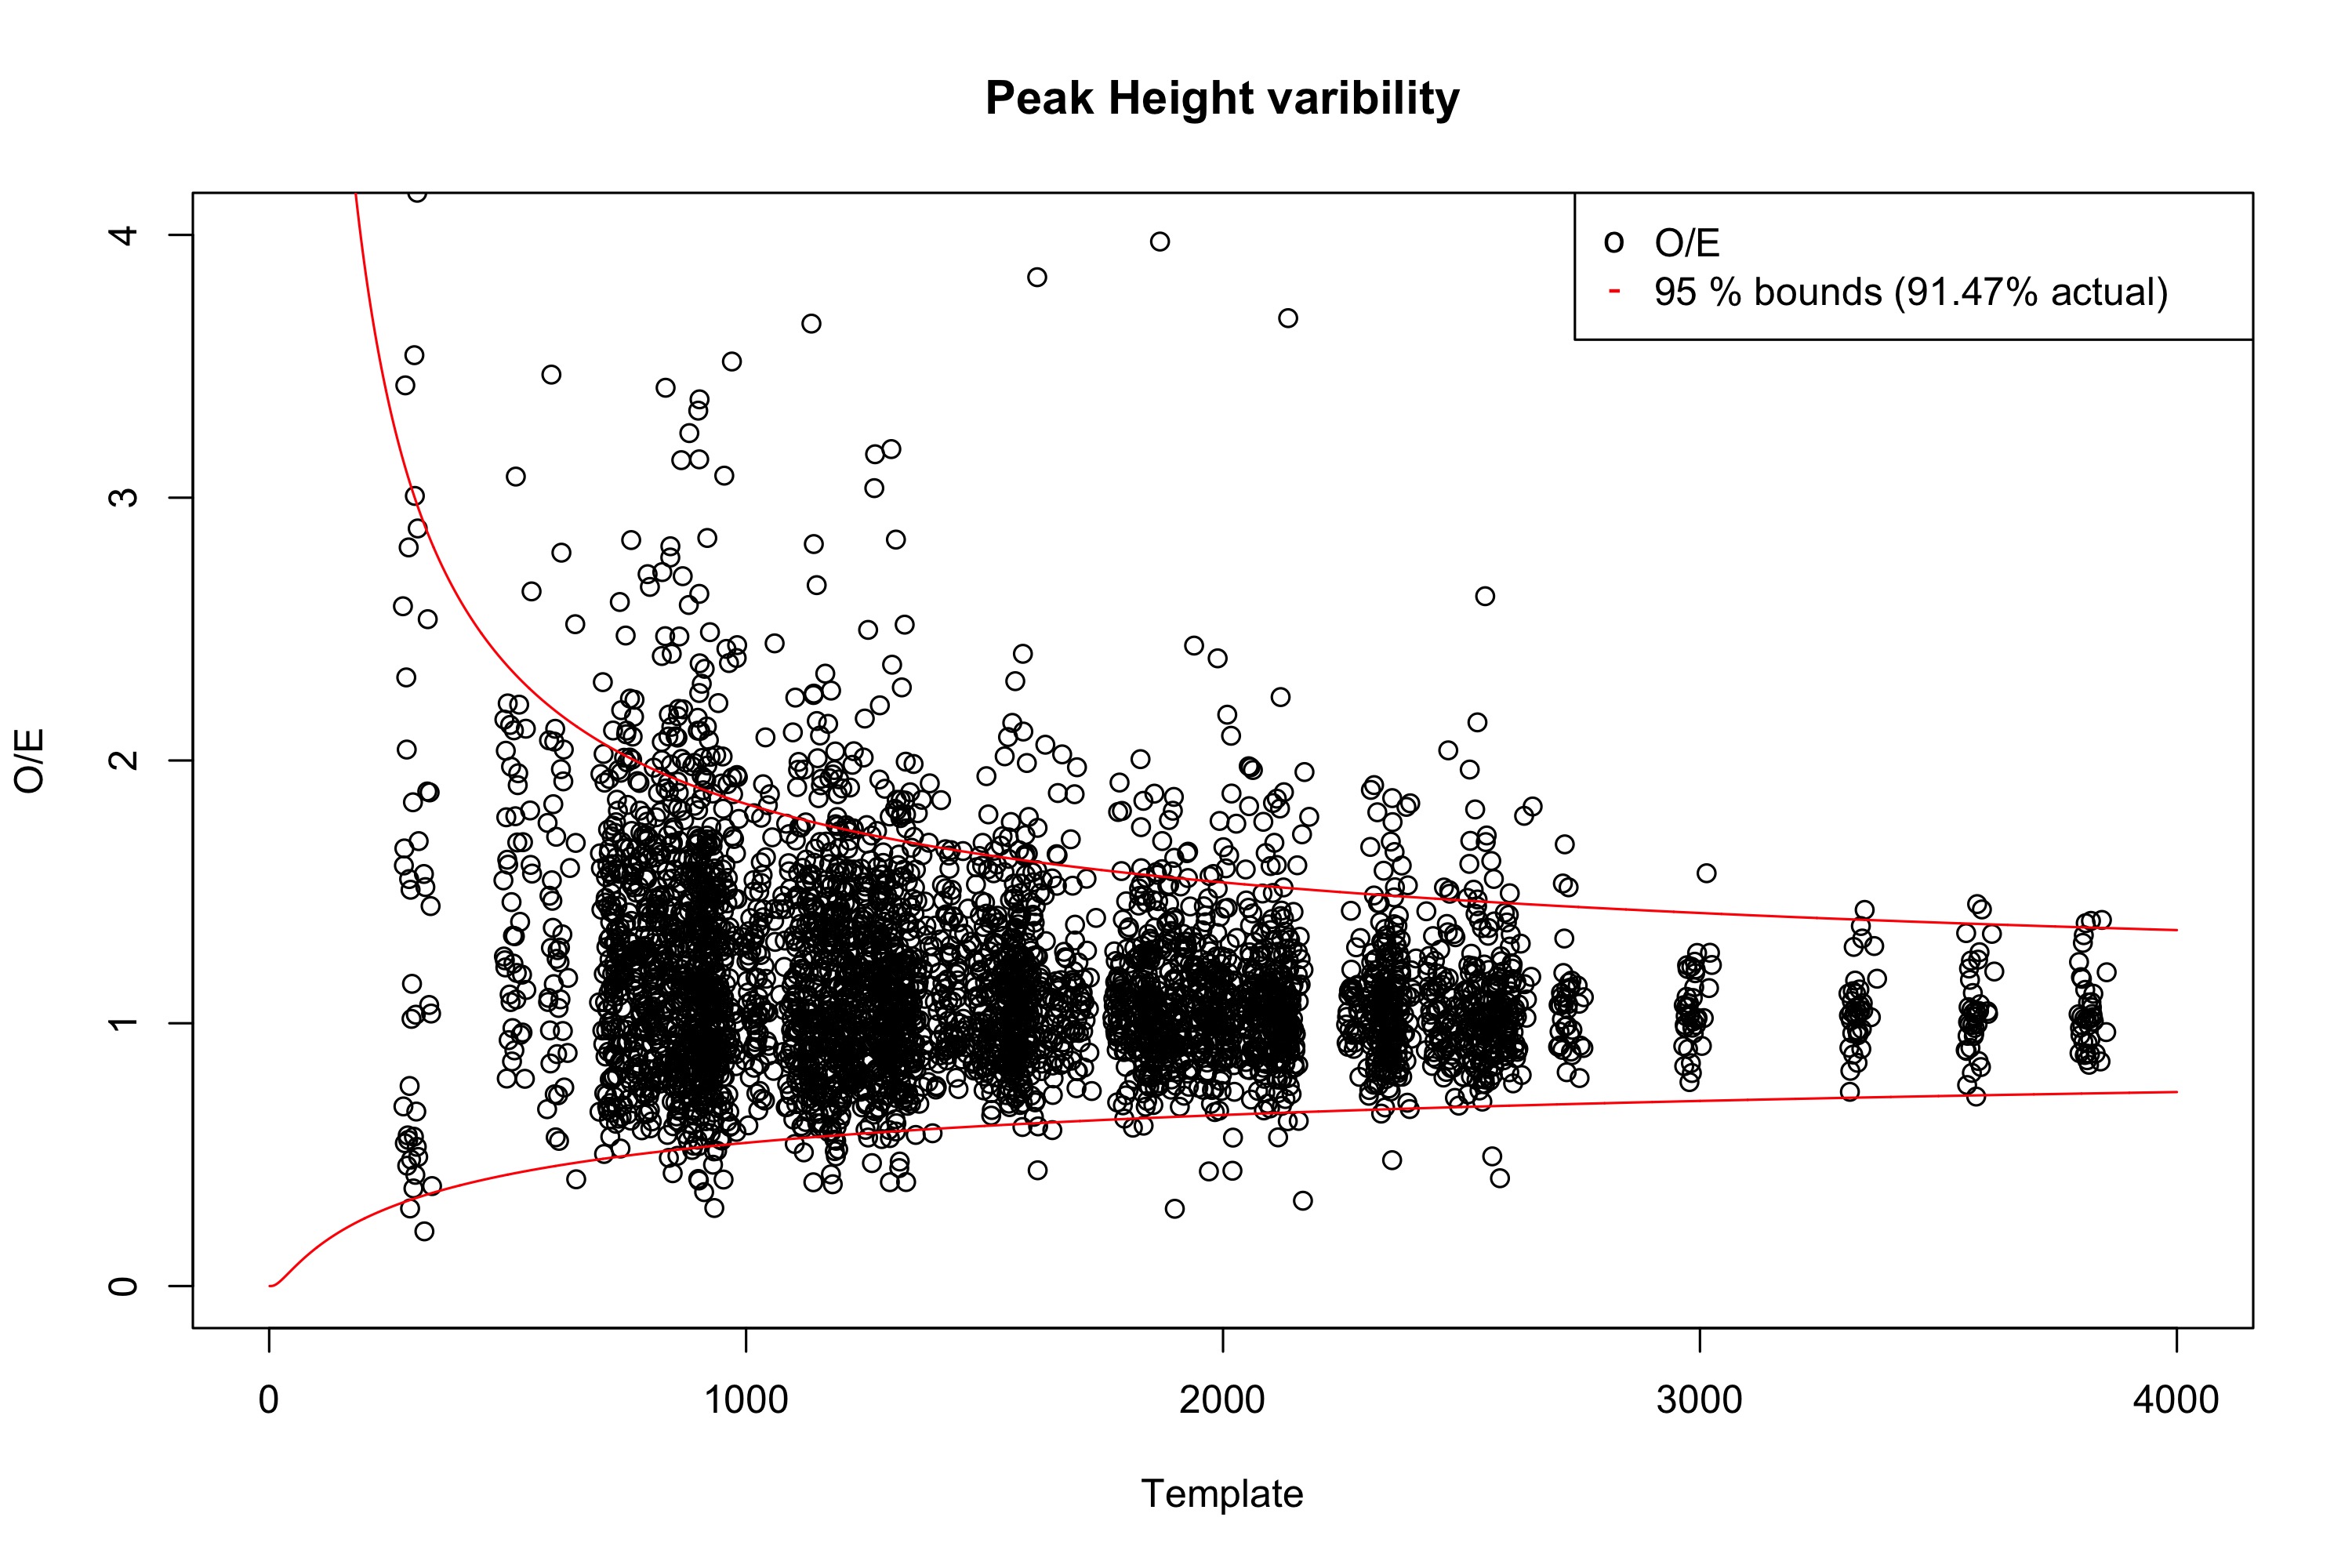 Peak Height varibility
O/E
95 % bounds (91.47% actual)
4
3
2
1
0
O/E
0 1000 2000 3000 4000
Template